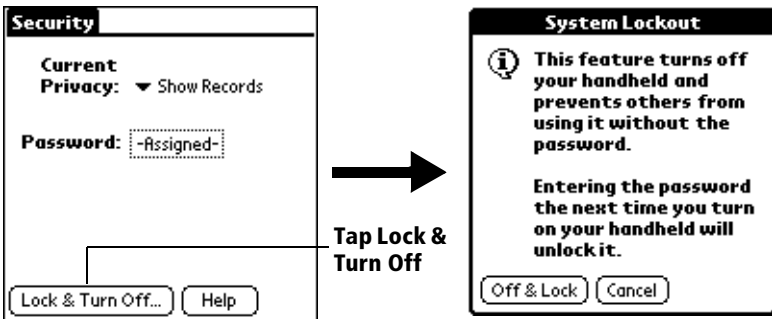 Security
Current
Privacy: ▼ Show Records
Password: -Assigned-
Lock & Turn Off... Help
Tap Lock &
Turn Off
System Lockout
This feature turns off
your handheld and
prevents others from
using it without the
password.
Entering the password
the next time you turn
on your handheld will
unlock it.
Off & Lock Cancel